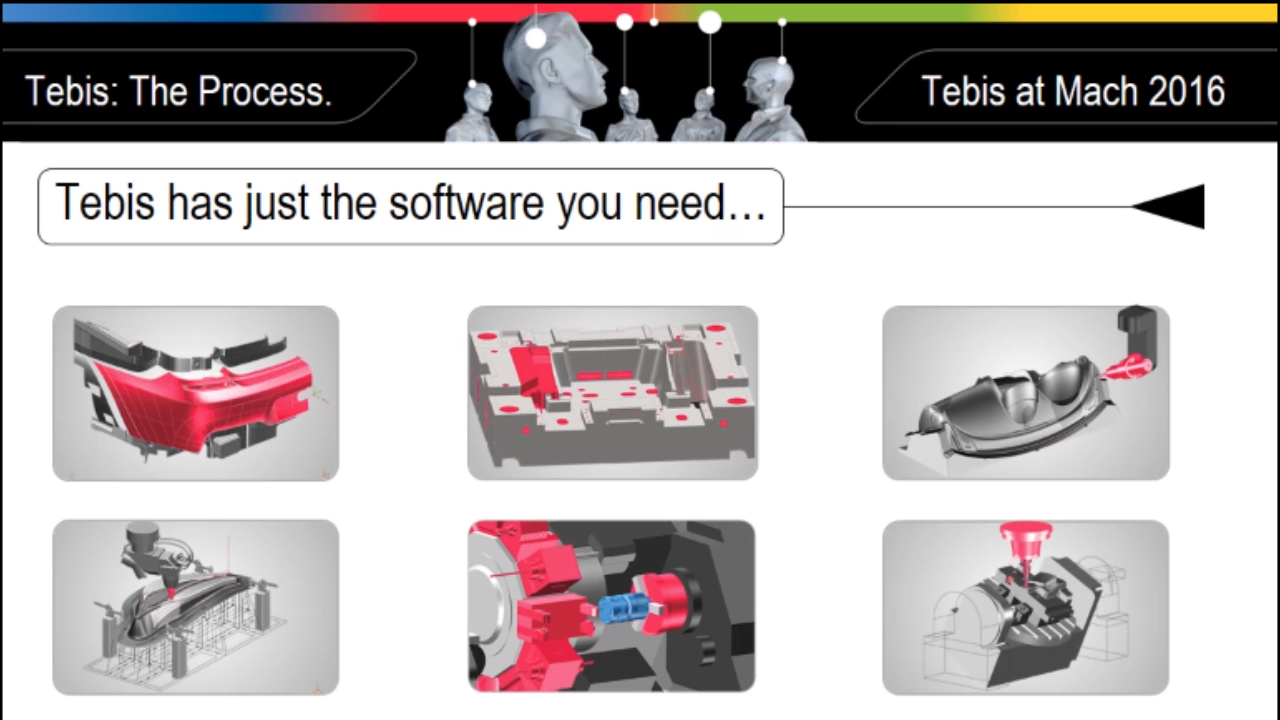 Tebis: The Process.
Tebis at Mach 2016
Tebis has just the software you need…